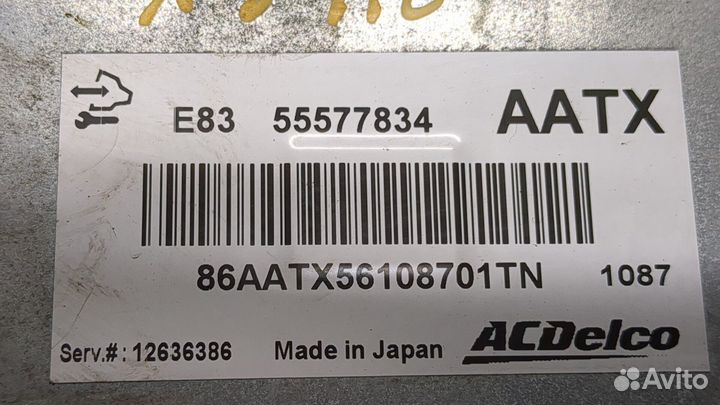 E83 55577834 AATX
86AATX56108701TN 1087
Serv.#: 12636386 Made in Japan ACDelco
Avito